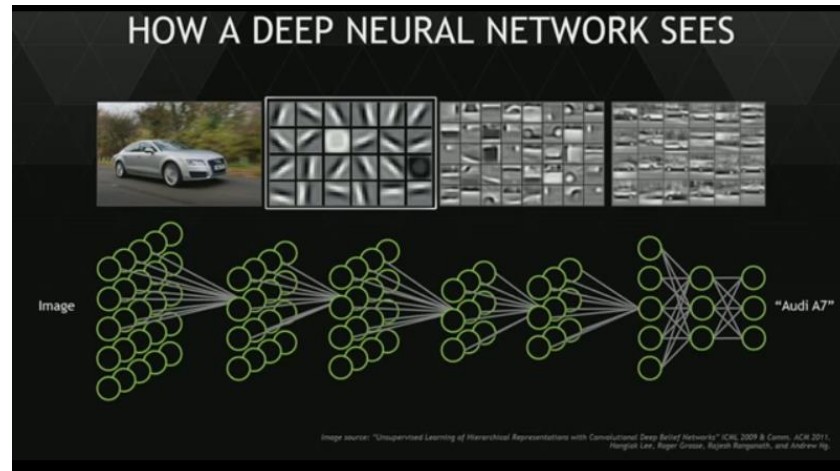 HOW A DEEP NEURAL NETWORK SEES
Image
"Audi A7"
Image source: "Unsupervised Learning of Hierarchical Representations with Convolutional Deep Belief Networks" ICML 2009 & Comm. ACM 2011.
Honglak Lee, Roger Grosse, Rajesh Ranganath, and Andrew Ng.